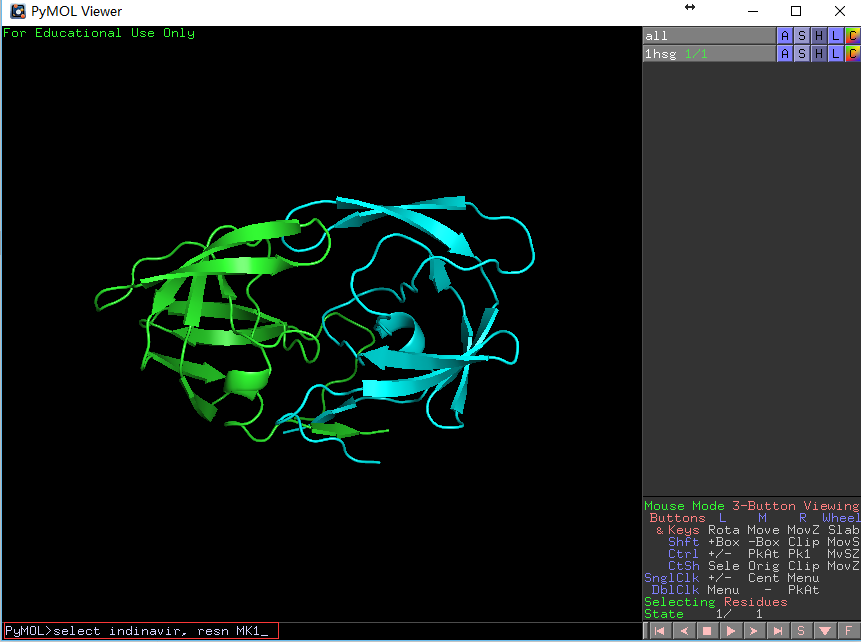 PyMOL Viewer
For Educational Use Only
all A S H L C
1hsg 1/1 A S H L C
Mouse Mode 3-Button Viewing
Buttons L M R Wheel
& Keys Rota Move MovZ Slab
Shft +Box -Box Clip MovS
Ctrl +/- PkAt Pk1 MvSZ
CtSh Sele Orig Clip MovZ
SnglClk +/- Cent Menu
DblClk Menu - PkAt
Selecting Residues
State 1/ 1
PyMOL>select indinavir, resn MK1_
S F